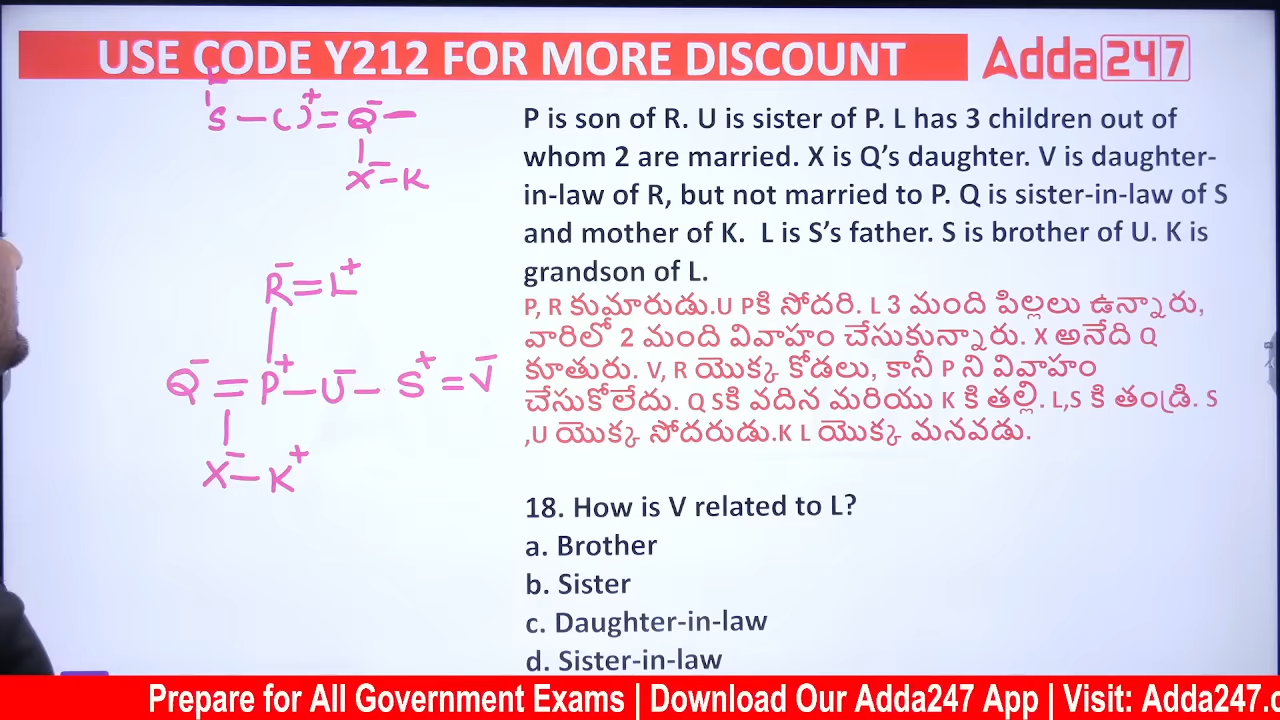 USE CODE Y212 FOR MORE DISCOUNT
Adda247
L
S — ( )⁺ = Q⁻ —
X⁻ — K
R⁻ = L⁺
Q⁻ = P⁺ — U⁻ — S⁺ = V⁻
X⁻ — K⁺
P is son of R. U is sister of P. L has 3 children out of
whom 2 are married. X is Q’s daughter. V is daughter-
in-law of R, but not married to P. Q is sister-in-law of S
and mother of K. L is S’s father. S is brother of U. K is
grandson of L.
P, R కుమారుడు.U Pకి సోదరి. L 3 మంది పిల్లలు ఉన్నారు,
వారిలో 2 మంది వివాహం చేసుకున్నారు. X అనేది Q
కూతురు. V, R యొక్క కోడలు, కానీ P ని వివాహం
చేసుకోలేదు. Q Sకి వదిన మరియు K కి తల్లి. L,S కి తండ్రి. S
,U యొక్క సోదరుడు.K L యొక్క మనవడు.
18. How is V related to L?
a. Brother
b. Sister
c. Daughter-in-law
d. Sister-in-law
Prepare for All Government Exams | Download Our Adda247 App | Visit: Adda247.c